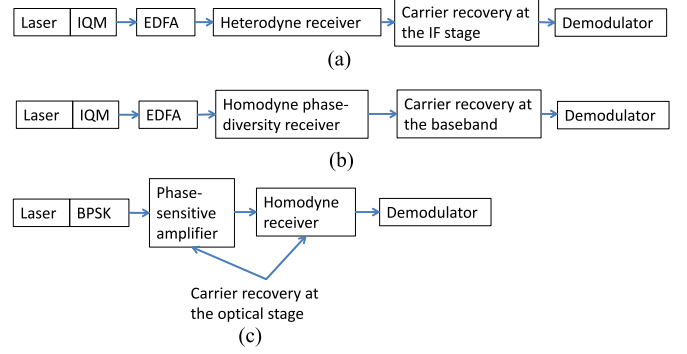 Laser IQM EDFA Heterodyne receiver Carrier recovery at the IF stage Demodulator
(a)
Laser IQM EDFA Homodyne phase-diversity receiver Carrier recovery at the baseband Demodulator
(b)
Laser BPSK Phase-sensitive amplifier Homodyne receiver Demodulator
Carrier recovery at
the optical stage
(c)